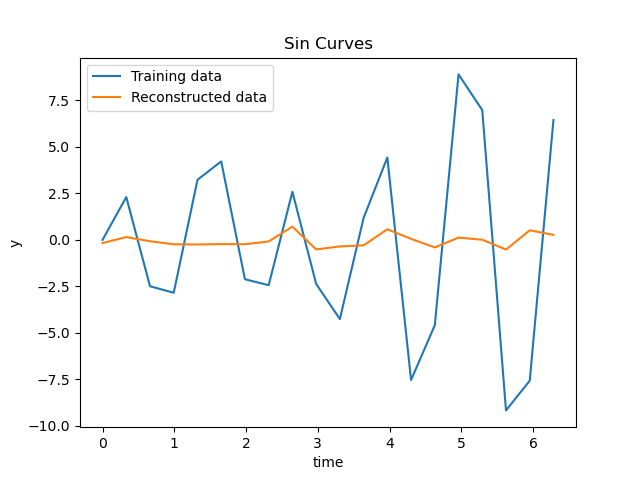 Sin Curves
Training data
Reconstructed data
7.5
5.0
2.5
0.0
−2.5
−5.0
−7.5
−10.0
y
0 1 2 3 4 5 6
time